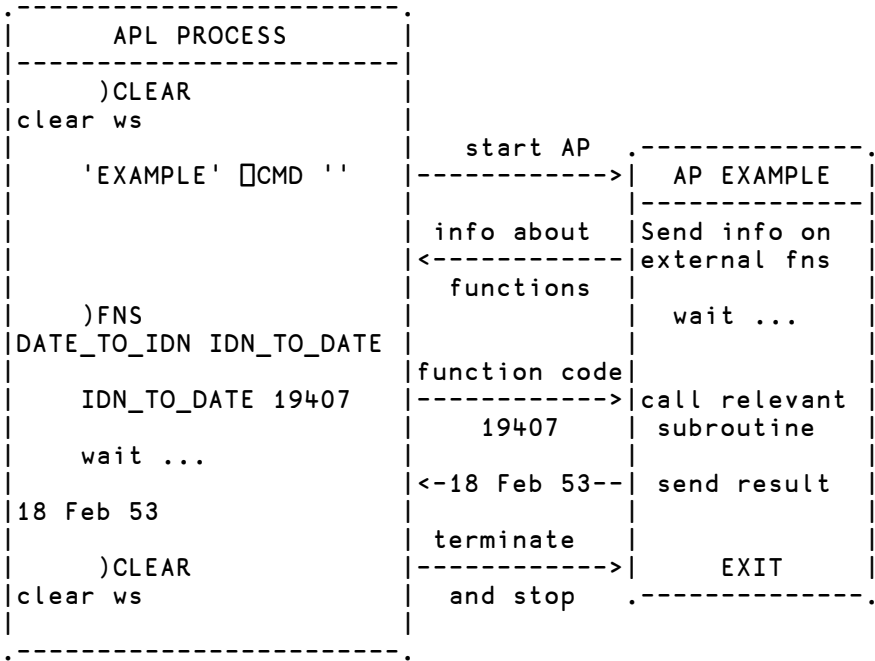 APL PROCESS
)CLEAR
clear ws
start AP
'EXAMPLE' ⎕CMD ''
------------>
AP EXAMPLE
info about
Send info on
<------------
external fns
functions
)FNS
wait ...
DATE_TO_IDN IDN_TO_DATE
function code
IDN_TO_DATE 19407
------------>
call relevant
19407
subroutine
wait ...
<-18 Feb 53--
send result
18 Feb 53
terminate
)CLEAR
------------>
EXIT
clear ws
and stop